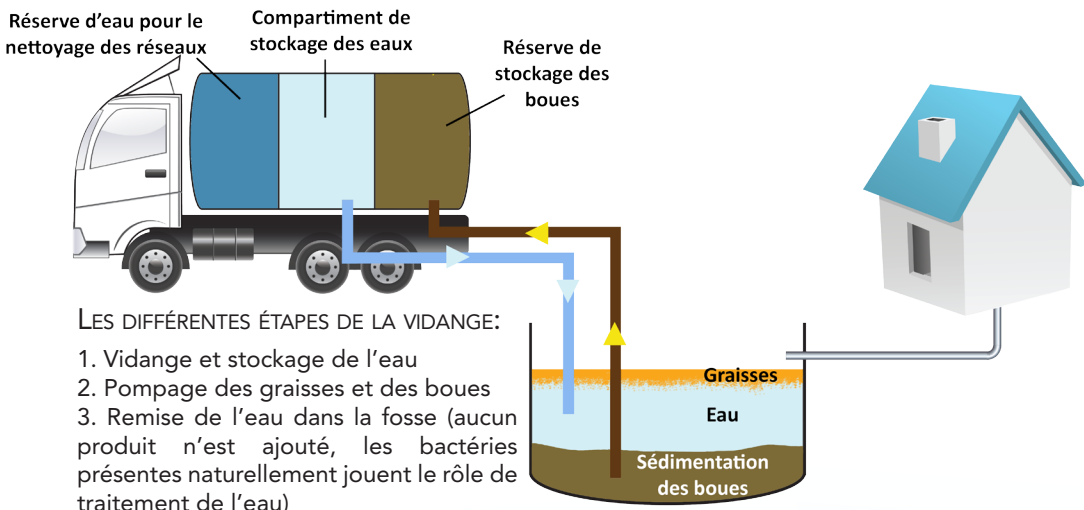 Réserve d'eau pour le
nettoyage des réseaux
Compartiment de
stockage des eaux
Réserve de
stockage des
boues
LES DIFFÉRENTES ÉTAPES DE LA VIDANGE:
1. Vidange et stockage de l'eau
2. Pompage des graisses et des boues
3. Remise de l'eau dans la fosse (aucun
produit n'est ajouté, les bactéries
présentes naturellement jouent le rôle de
traitement de l'eau)
Graisses
Eau
Sédimentation
des boues